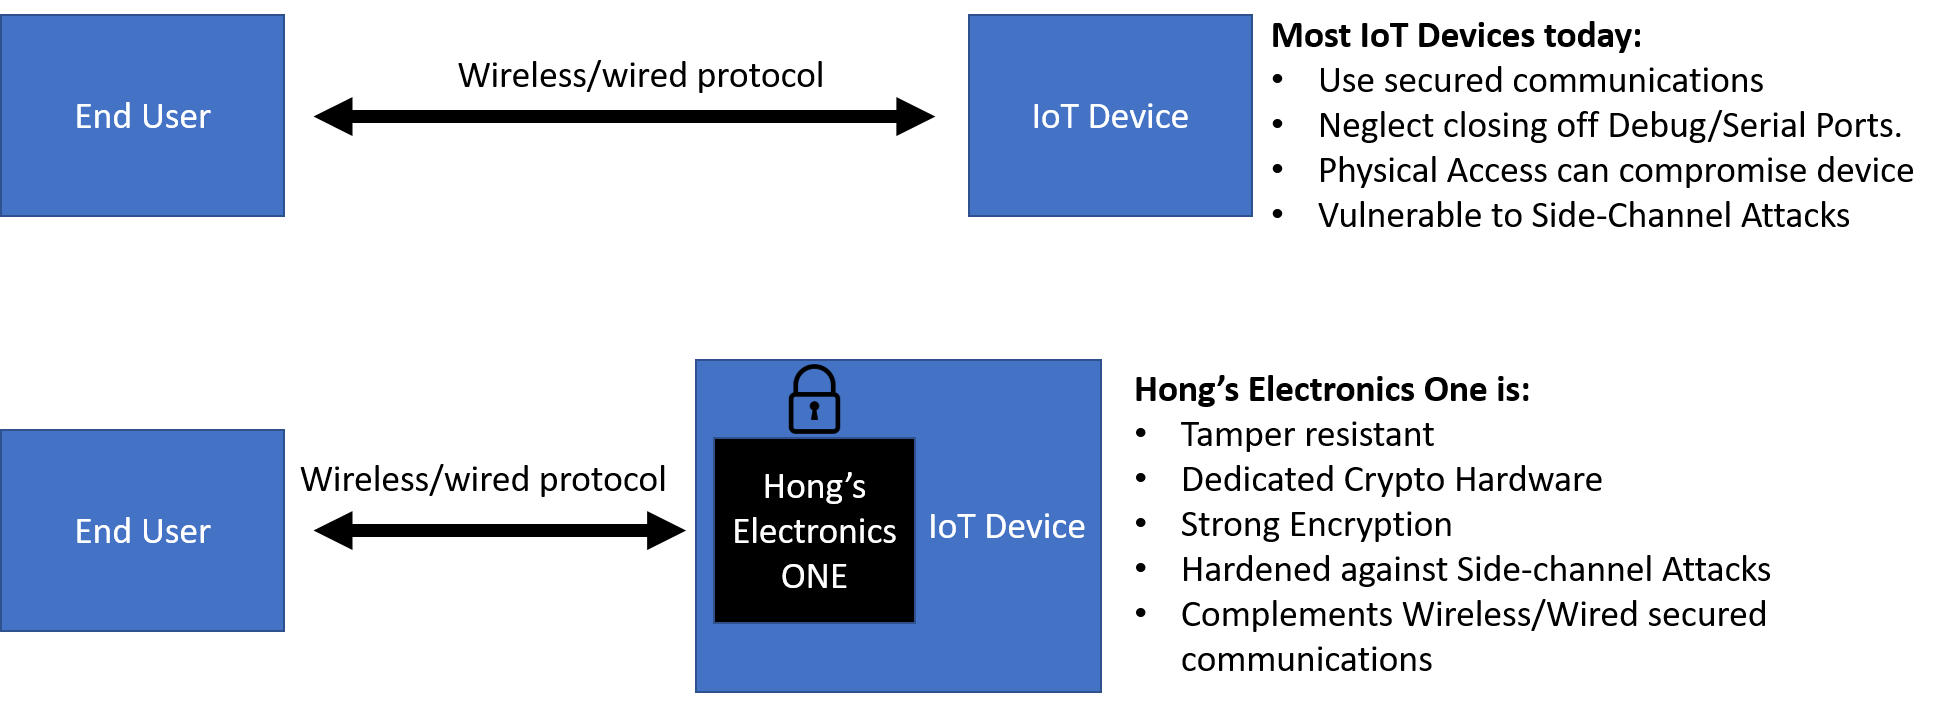 End User
Wireless/wired protocol
IoT Device
Most IoT Devices today:
• Use secured communications
• Neglect closing off Debug/Serial Ports.
• Physical Access can compromise device
• Vulnerable to Side-Channel Attacks
End User
Wireless/wired protocol
Hong’s
Electronics
ONE
IoT Device
Hong’s Electronics One is:
• Tamper resistant
• Dedicated Crypto Hardware
• Strong Encryption
• Hardened against Side-channel Attacks
• Complements Wireless/Wired secured
communications